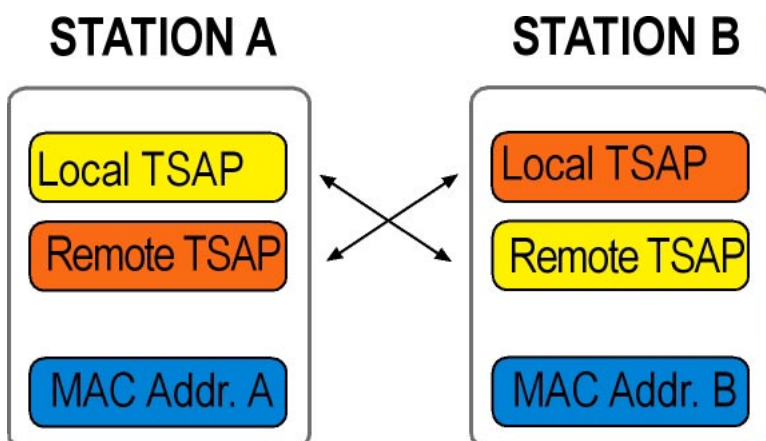 STATION A
STATION B
Local TSAP
Remote TSAP
MAC Addr. A
Local TSAP
Remote TSAP
MAC Addr. B